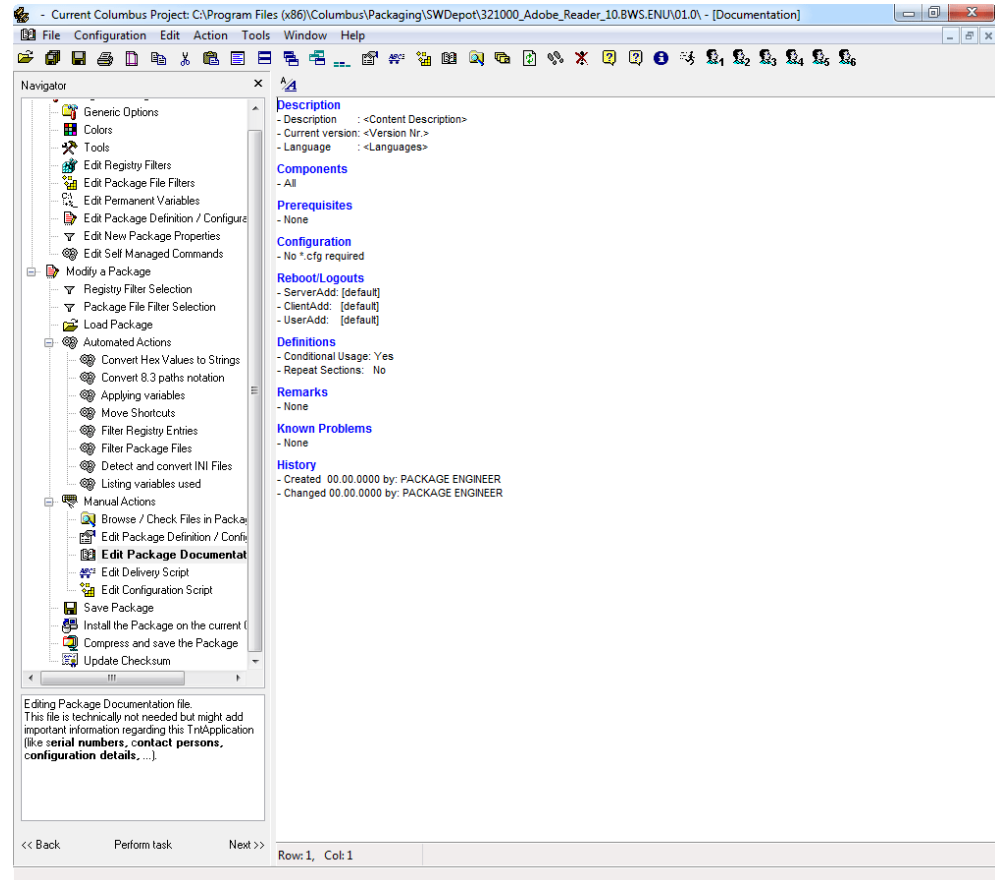 - Current Columbus Project: C:\Program Files (x86)\Columbus\Packaging\SWDepot\321000_Adobe_Reader_10.BWS.ENU\01.0\ - [Documentation]
File Configuration Edit Action Tools Window Help
Navigator
Generic Options
Colors
Tools
Edit Registry Filters
Edit Package File Filters
Edit Permanent Variables
Edit Package Definition / Configura
Edit New Package Properties
Edit Self Managed Commands
Modify a Package
Registry Filter Selection
Package File Filter Selection
Load Package
Automated Actions
Convert Hex Values to Strings
Convert 8.3 paths notation
Applying variables
Move Shortcuts
Filter Registry Entries
Filter Package Files
Detect and convert INI Files
Listing variables used
Manual Actions
Browse / Check Files in Packag
Edit Package Definition / Config
Edit Package Documentat
Edit Delivery Script
Edit Configuration Script
Save Package
Install the Package on the current C
Compress and save the Package
Update Checksum
Editing Package Documentation file.
This file is technically not needed but might add
important information regarding this TntApplication
(like serial numbers, contact persons,
configuration details, ...).
<< Back Perform task Next >>
Description
- Description : <Content Description>
- Current version: <Version Nr.>
- Language : <Languages>
Components
- All
Prerequisites
- None
Configuration
- No *.cfg required
Reboot/Logouts
- ServerAdd: [default]
- ClientAdd: [default]
- UserAdd: [default]
Definitions
- Conditional Usage: Yes
- Repeat Sections: No
Remarks
- None
Known Problems
- None
History
- Created 00.00.0000 by: PACKAGE ENGINEER
- Changed 00.00.0000 by: PACKAGE ENGINEER
Row: 1, Col: 1